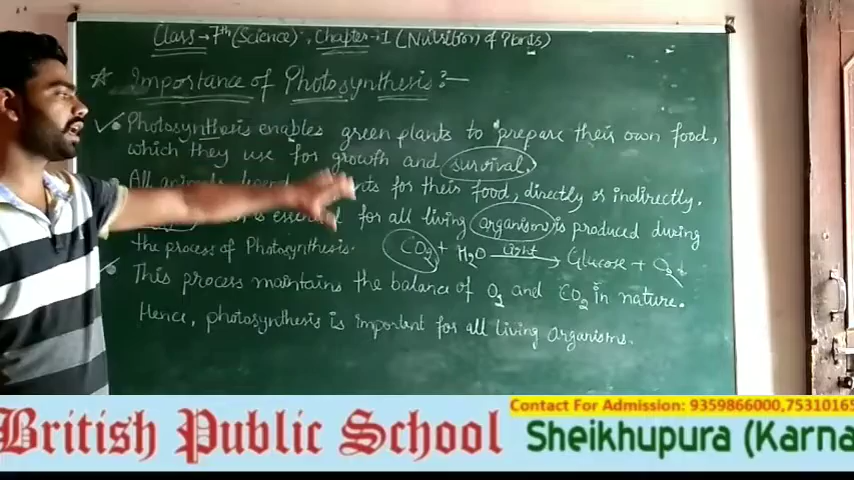 Class → 7th (Science), Chapter-1 (Nutrition of Plants)
☆ Importance of Photosynthesis:—
Photosynthesis enables green plants to prepare their own food,
which they use for growth and survival.
All animals for their food, directly or indirectly.
is essential for all living organisms is produced during
the process of Photosynthesis. CO2 + H2O Light → Glucose + O2
This process maintains the balance of O2 and CO2 in nature.
Hence, photosynthesis is important for all living organisms.
Contact For Admission: 9359866000,75310165
British Public School
Sheikhupura (Karna